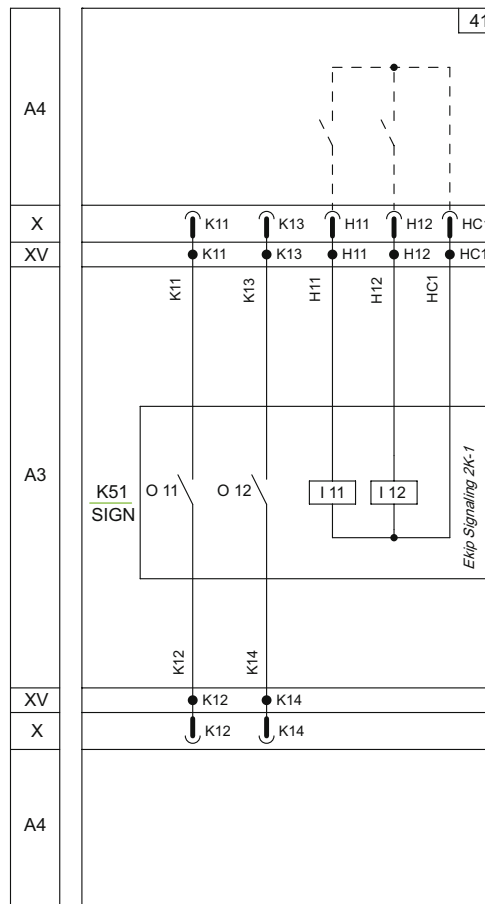 41
A4
X
K11
K13
H11
H12
HC1
XV
K11
K13
H11
H12
HC1
K11
K13
H11
H12
HC1
A3
K51
SIGN
O 11
O 12
I 11
I 12
Ekip Signaling 2K-1
K12
K14
XV
K12
K14
X
K12
K14
A4